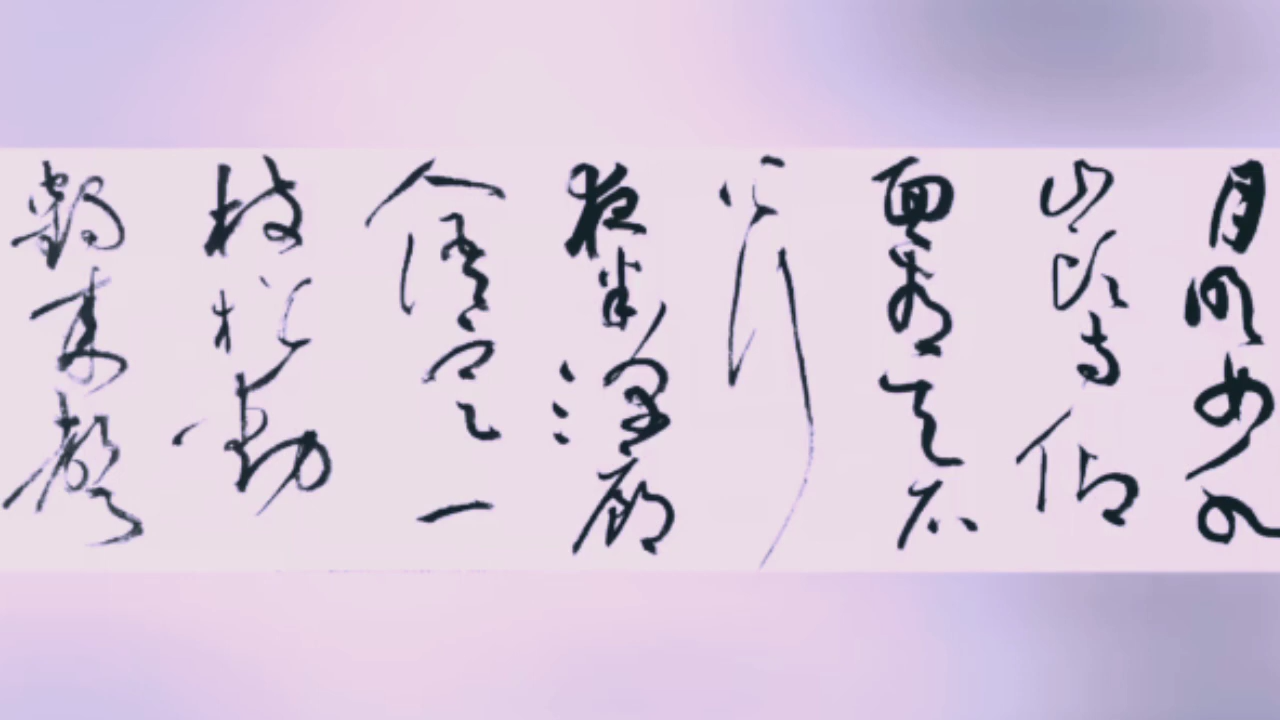 月明如水
山頭寺仰
面看天石
上行
夜半深廊
人語定一
枝松動
鶴來聲